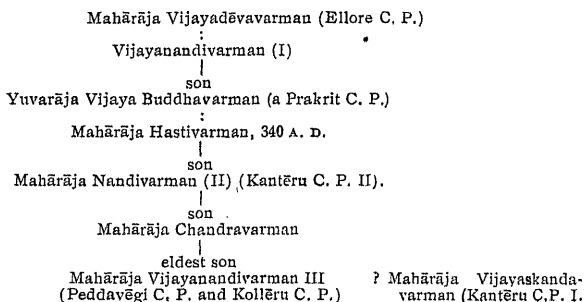 Mahārāja Vijayadēvavarman (Ellore C. P.)
:
Vijayanandivarman (I)
|
son
Yuvarāja Vijaya Buddhavarman (a Prakrit C. P.)
:
Mahārāja Hastivarman, 340 A. D.
|
son
Mahārāja Nandivarman (II) (Kantēru C. P. II).
|
son
Mahārāja Chandravarman
|
eldest son
Mahārāja Vijayanandivarman III ? Mahārāja Vijayaskanda-
(Peddavēgi C. P. and Kollēru C. P.) varman (Kantēru C.P. I.